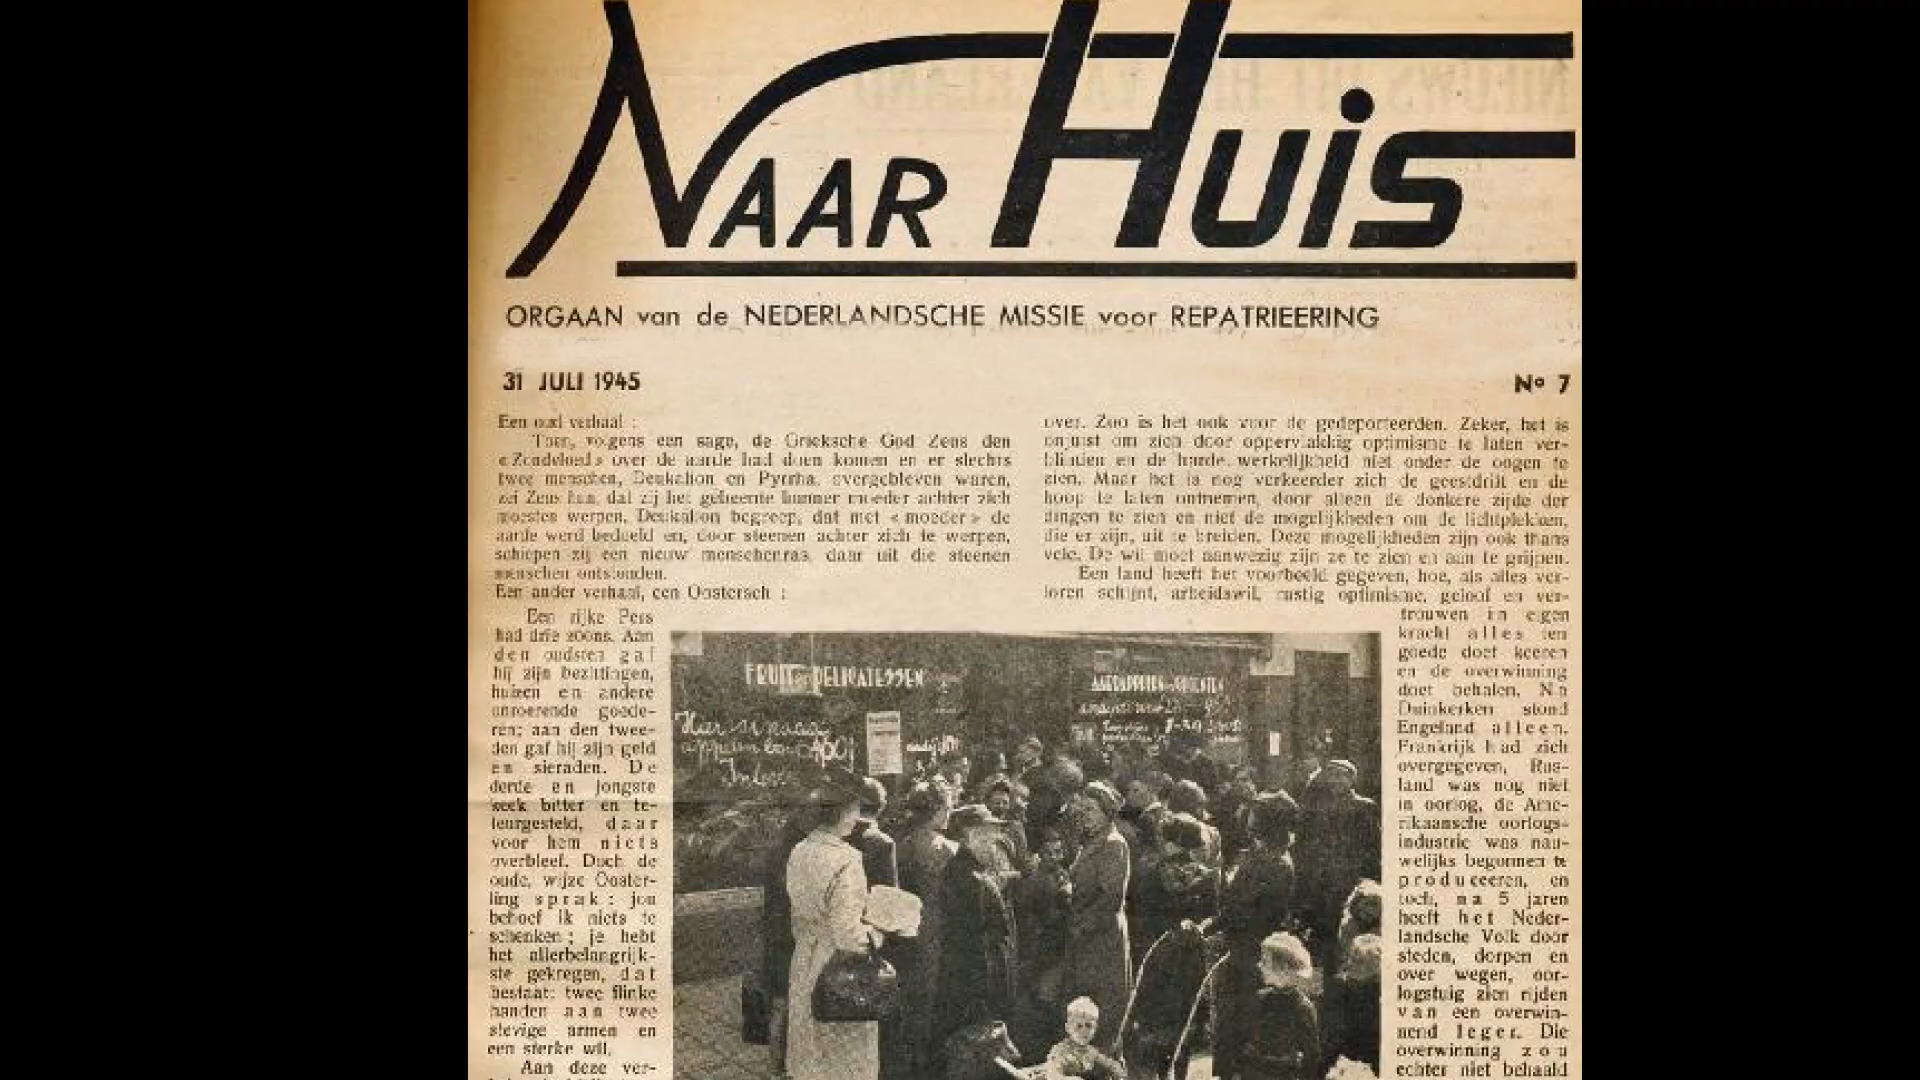 NAAR HUIS
ORGAAN van de NEDERLANDSCHE MISSIE voor REPATRIEERING
31 JULI 1945
No 7
Een oud verhaal :
Toen, volgens een sage, de Grieksche God Zeus den
«Zondvloed» over de aarde had doen komen en er slechts
twee menschen, Deukalion en Pyrrha, overgebleven waren,
zei Zeus hun, dat zij het gebeente hunner moeder achter zich
moesten werpen. Deukalion begreep, dat met «moeder» de
aarde werd bedoeld en, door steenen achter zich te werpen,
schiepen zij een nieuw menschenras, daar uit die steenen
menschen ontstonden.
Een ander verhaal, een Oostersch :
Een rijke Pers
had drie zoons. Aan
den oudsten gaf
hij zijn bezittingen,
huizen en andere
onroerende goede-
ren; aan den twee-
den gaf hij zijn geld
en sieraden. De
derde en jongste
keek bitter en te-
leurgesteld, daar
voor hem niets
overbleef. Doch de
oude, wijze Ooster-
ling sprak : jou
behoef ik niets te
schenken ; je hebt
het allerbelangrijk-
ste gekregen, dat
bestaat: twee flinke
handen aan twee
stevige armen en
een sterke wil.
Aan deze ver-
over. Zoo is het ook voor de gedeporteerden. Zeker, het is
onjuist om zich door oppervlakkig optimisme te laten ver-
blinden en de harde werkelijkheid niet onder de oogen te
zien. Maar het is nog verkeerder zich de geestdrift en de
hoop te laten ontnemen, door alleen de donkere zijde der
dingen te zien en niet de mogelijkheden om de lichtplekken,
die er zijn, uit te breiden. Deze mogelijkheden zijn ook thans
vele. De wil moet aanwezig zijn ze te zien en aan te grijpen.
Een land heeft het voorbeeld gegeven, hoe, als alles ver-
loren schijnt, arbeidswil, rustig optimisme, geloof en ver-
trouwen in eigen
kracht alles ten
goede doet keeren
en de overwinning
doet behalen. Na
Duinkerken stond
Engeland alleen.
Frankrijk had zich
overgegeven, Rus-
land was nog niet
in oorlog, de Ame-
rikaansche oorlogs-
industrie was nau-
welijks begonnen te
produceeren, en
toch, na 5 jaren
heeft het Neder-
landsche Volk door
steden, dorpen en
over wegen, oor-
logstuig zien rijden
van een overwin-
nend leger. Die
overwinning zou
echter niet behaald
FRUIT en DELICATESSEN
AARDAPPELEN en GROENTEN
appelen